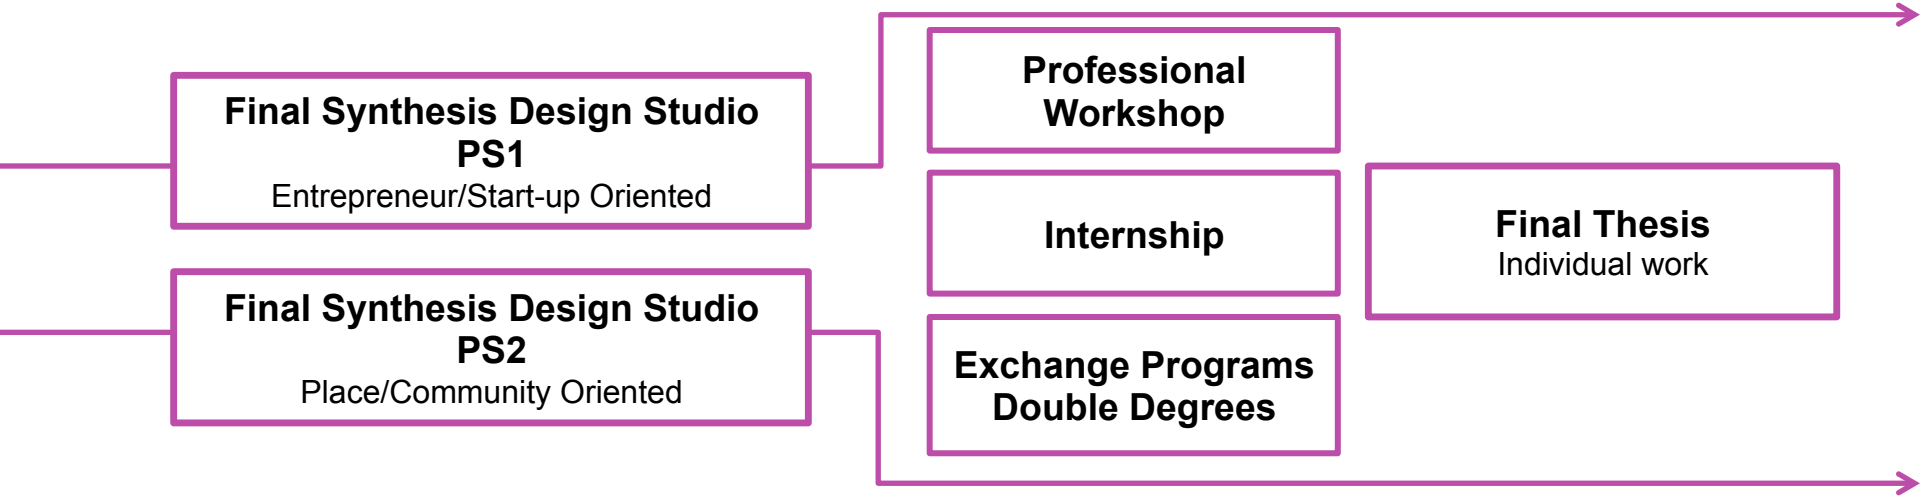 Final Synthesis Design Studio
PS1
Entrepreneur/Start-up Oriented
Final Synthesis Design Studio
PS2
Place/Community Oriented
Professional
Workshop
Internship
Exchange Programs
Double Degrees
Final Thesis
Individual work